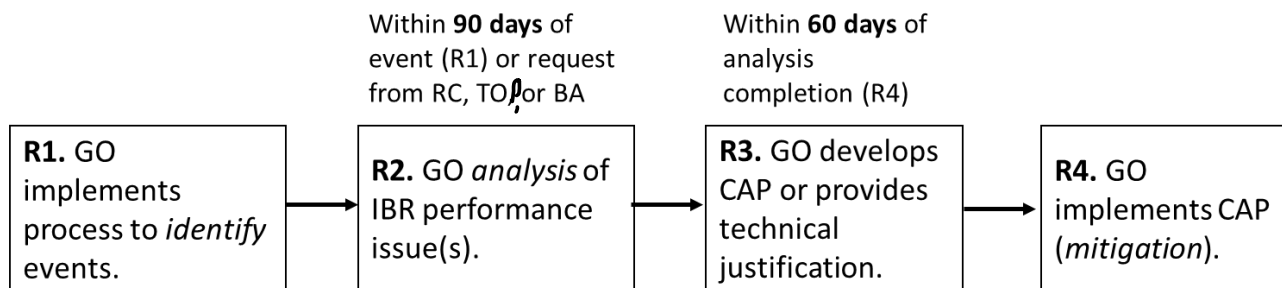 Within 90 days of
event (R1) or request
from RC, TOP, or BA
Within 60 days of
analysis
completion (R4)
R1. GO
implements
process to identify
events.
R2. GO analysis of
IBR performance
issue(s).
R3. GO develops
CAP or provides
technical
justification.
R4. GO
implements CAP
(mitigation).